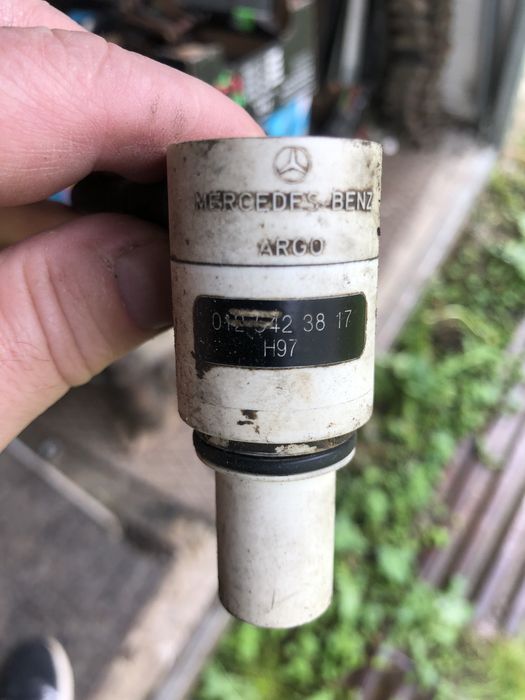 MERCEDES-BENZ
ARGO
012 542 38 17
H97